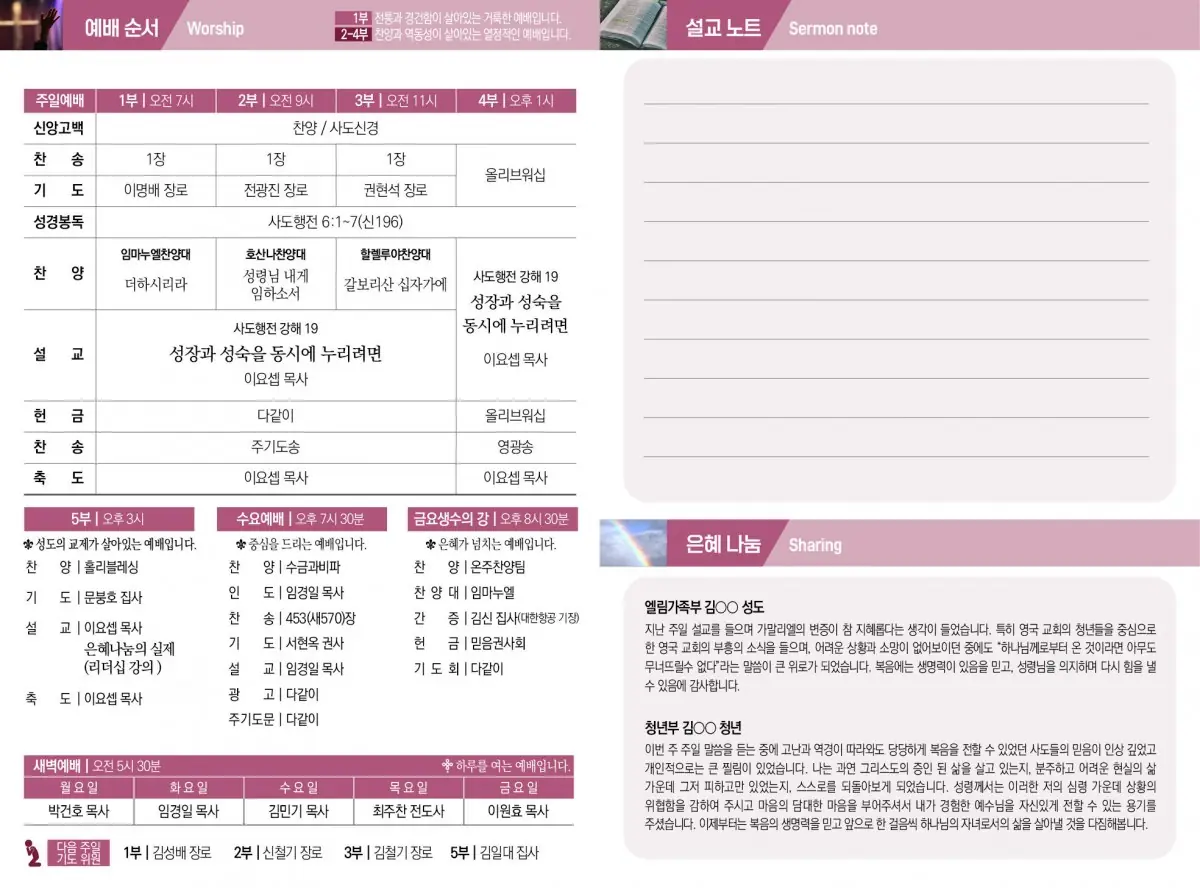 예배 순서 Worship
1부 전통과 경건함이 살아있는 거룩한 예배입니다.
2-4부 찬양과 역동성이 살아있는 열정적인 예배입니다.
주일예배 1부 | 오전 7시 2부 | 오전 9시 3부 | 오전 11시 4부 | 오후 1시
신앙고백 찬양 / 사도신경
찬 송 1장 1장 1장 올리브워십
기 도 이명배 장로 전광진 장로 권현석 장로
성경봉독 사도행전 6:1~7(신196)
찬 양
임마누엘찬양대
더하시리라
호산나찬양대
성령님 내게
임하소서
할렐루야찬양대
갈보리산 십자가에
사도행전 강해 19
성장과 성숙을
동시에 누리려면
이요셉 목사
설 교
사도행전 강해 19
성장과 성숙을 동시에 누리려면
이요셉 목사
헌 금 다같이 올리브워십
찬 송 주기도송 영광송
축 도 이요셉 목사 이요셉 목사
5부 | 오후 3시
성도의 교제가 살아있는 예배입니다.
찬 양 | 홀리블레싱
기 도 | 문봉호 집사
설 교 | 이요셉 목사
은혜나눔의 실제
(리더십 강의)
축 도 | 이요셉 목사
수요예배 | 오후 7시 30분
중심을 드리는 예배입니다.
찬 양 | 수금과비파
인 도 | 임경일 목사
찬 송 | 453(새570)장
기 도 | 서현옥 권사
설 교 | 임경일 목사
광 고 | 다같이
주기도문 | 다같이
금요생수의 강 | 오후 8시 30분
은혜가 넘치는 예배입니다.
찬 양 | 온주찬양팀
찬 양 대 | 임마누엘
간 증 | 김신 집사(대한항공 기장)
헌 금 | 믿음권사회
기 도 회 | 다같이
새벽예배 | 오전 5시 30분 하루를 여는 예배입니다.
월요일 화요일 수요일 목요일 금요일
박건호 목사 임경일 목사 김민기 목사 최주찬 전도사 이원효 목사
다음 주일
기도 위원
1부 | 김성배 장로 2부 | 신철기 장로 3부 | 김철기 장로 5부 | 김일대 집사
설교 노트 Sermon note
은혜 나눔 Sharing
엘림가족부 김○○ 성도
지난 주일 설교를 들으며 가말리엘의 변증이 참 지혜롭다는 생각이 들었습니다. 특히 영국 교회의 청년들을 중심으로
한 영국 교회의 부흥의 소식을 들으며, 어려운 상황과 소망이 없어보이던 중에도 “하나님께로부터 온 것이라면 아무도
무너뜨릴수 없다”라는 말씀이 큰 위로가 되었습니다. 복음에는 생명력이 있음을 믿고, 성령님을 의지하며 다시 힘을 낼
수 있음에 감사합니다.
청년부 김○○ 청년
이번 주 주일 말씀을 듣는 중에 고난과 역경이 따라와도 당당하게 복음을 전할 수 있었던 사도들의 믿음이 인상 깊었고
개인적으로는 큰 찔림이 있었습니다. 나는 과연 그리스도의 증인 된 삶을 살고 있는지, 분주하고 어려운 현실의 삶
가운데 그저 피하고만 있었는지, 스스로를 되돌아보게 되었습니다. 성령께서는 이러한 저의 심령 가운데 상황의
위협함을 감하여 주시고 마음의 담대한 마음을 부어주셔서 내가 경험한 예수님을 자신있게 전할 수 있는 용기를
주셨습니다. 이제부터는 복음의 생명력을 믿고 앞으로 한 걸음씩 하나님의 자녀로서의 삶을 살아낼 것을 다짐해봅니다.